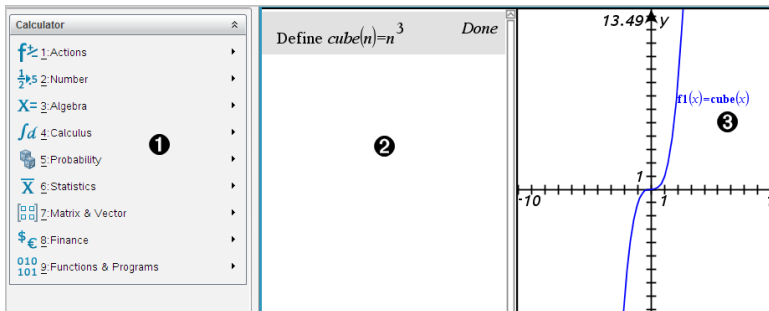 Calculator
1:Actions
2:Number
3:Algebra
4:Calculus
5:Probability
6:Statistics
7:Matrix & Vector
8:Finance
9:Functions & Programs
❶
Define cube(n)=n³ Done
❷
13.49 y
f1(x)=cube(x)
❸
1
-10 1